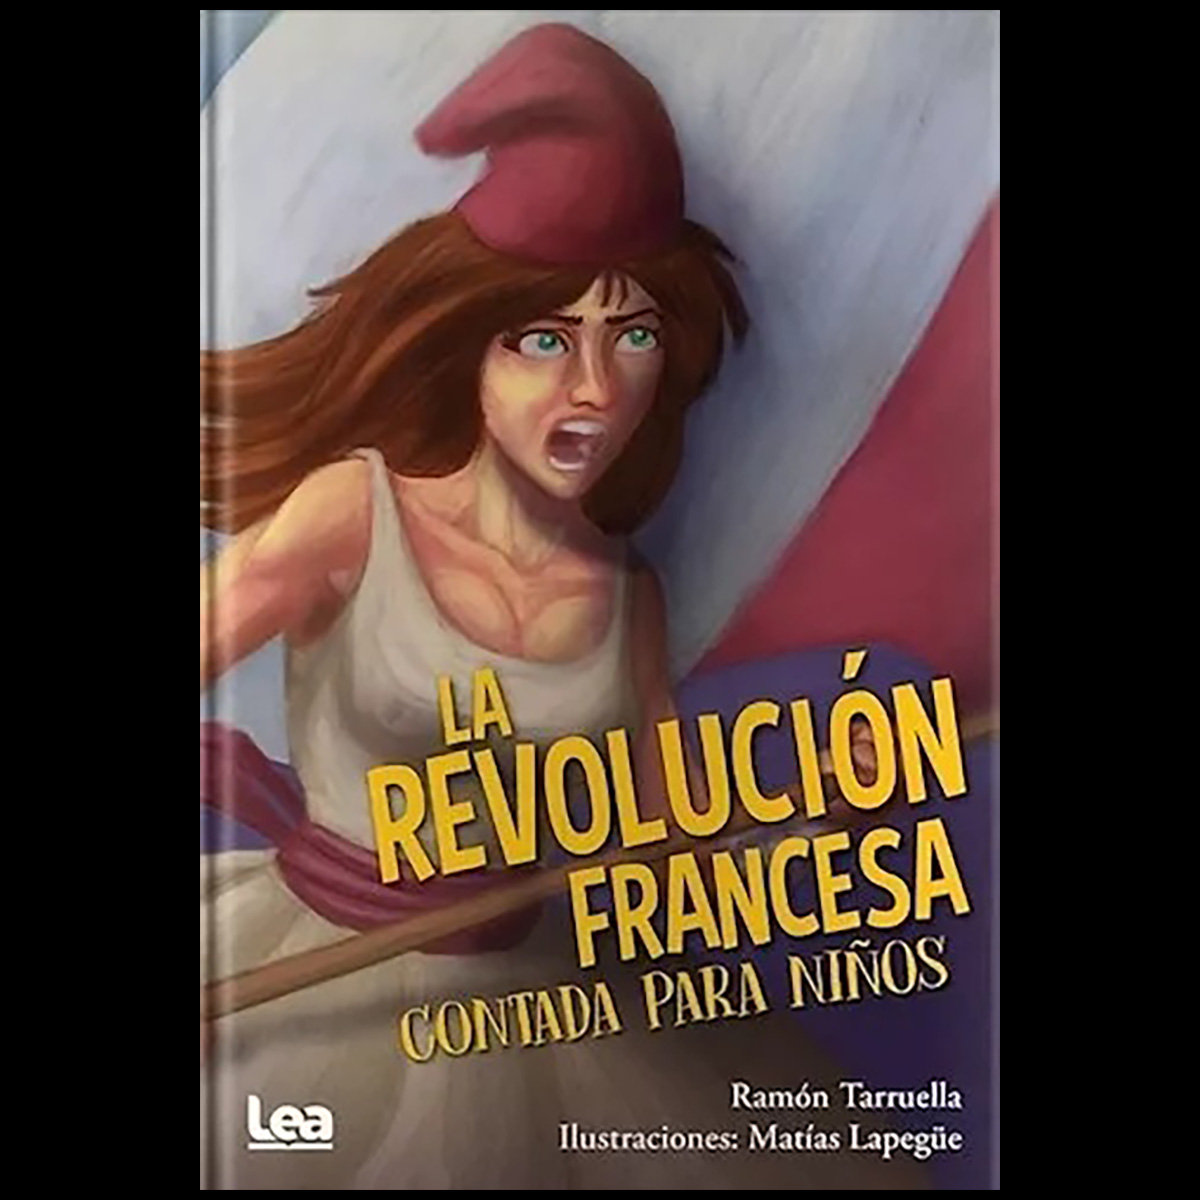 LA
REVOLUCIÓN
FRANCESA
CONTADA PARA NIÑOS
Ramón Tarruella
Ilustraciones: Matías Lapegüe
Lea